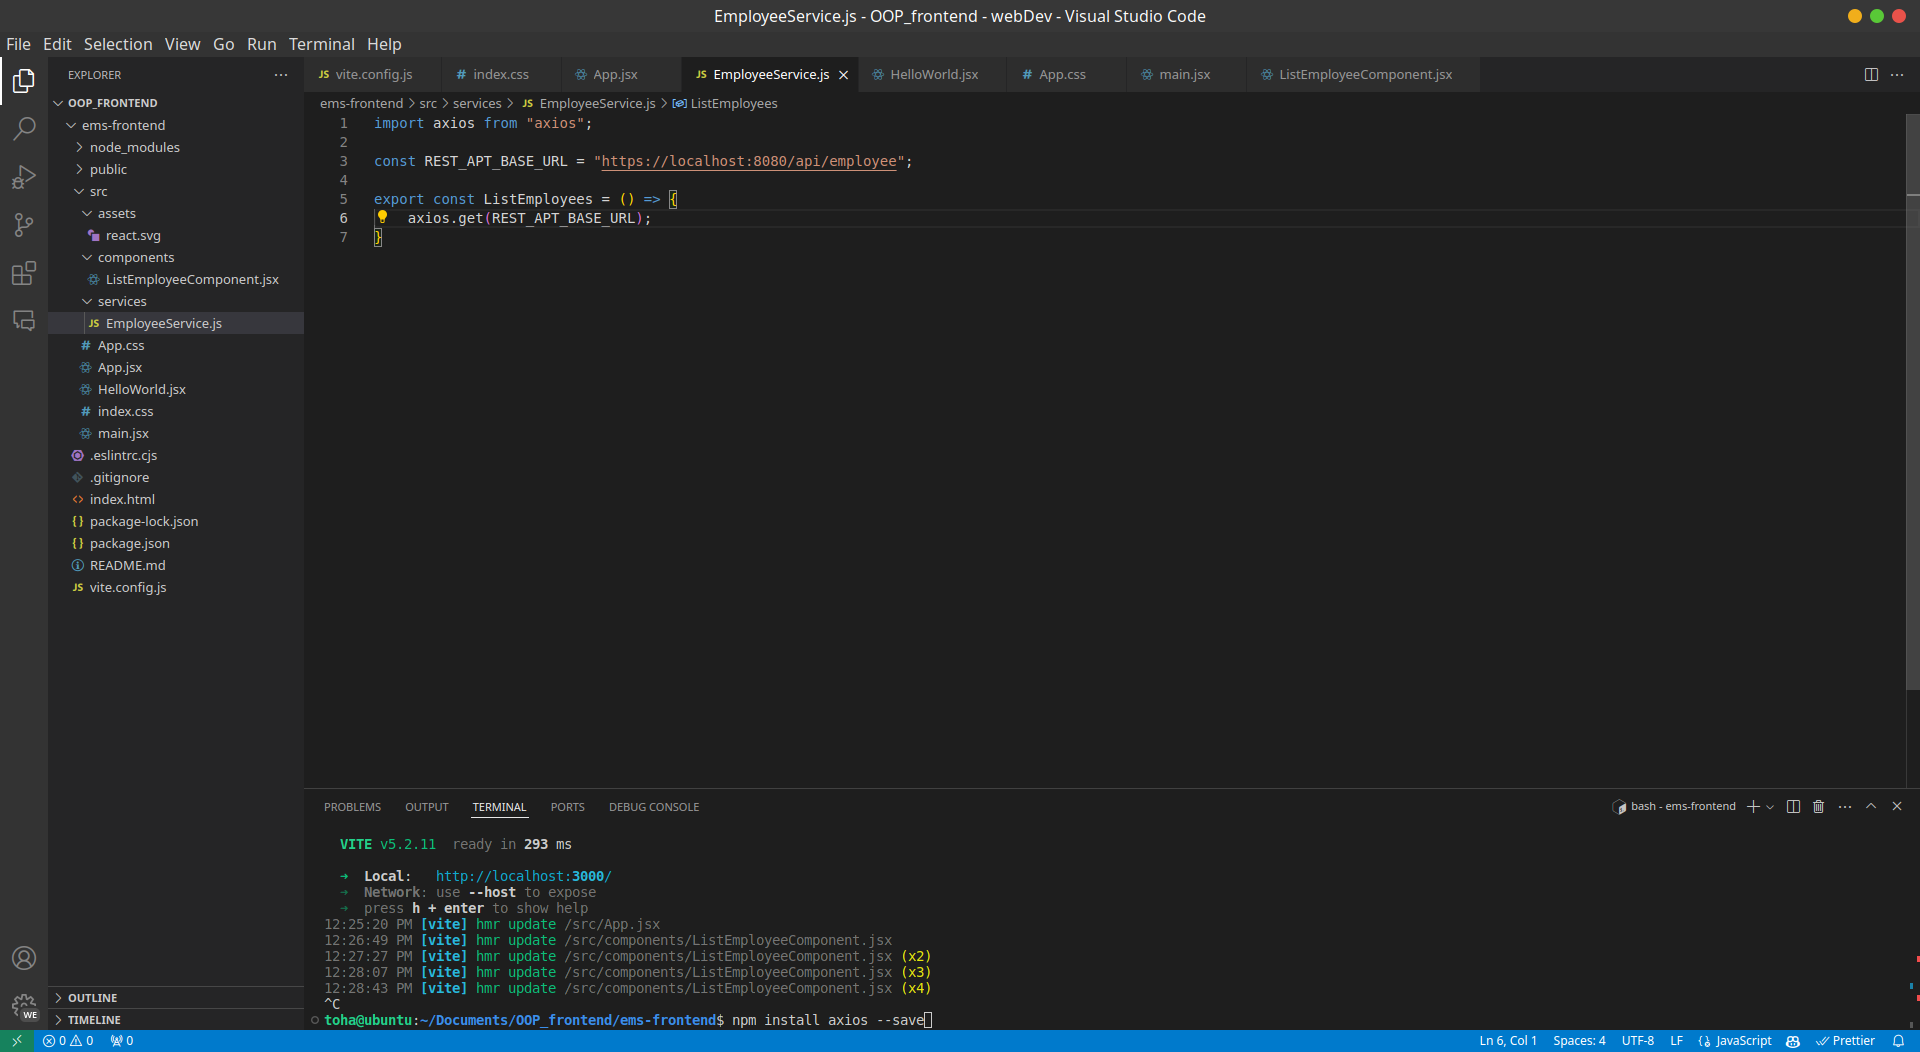 EmployeeService.js - OOP_frontend - webDev - Visual Studio Code
File Edit Selection View Go Run Terminal Help
EXPLORER
vite.config.js index.css App.jsx EmployeeService.js HelloWorld.jsx App.css main.jsx ListEmployeeComponent.jsx
OOP_FRONTEND
ems-frontend
node_modules
public
src
assets
react.svg
components
ListEmployeeComponent.jsx
services
EmployeeService.js
App.css
App.jsx
HelloWorld.jsx
index.css
main.jsx
.eslintrc.cjs
.gitignore
index.html
package-lock.json
package.json
README.md
vite.config.js
OUTLINE
TIMELINE
ems-frontend > src > services > JS EmployeeService.js > ListEmployees
1 import axios from "axios";
2
3 const REST_APT_BASE_URL = "https://localhost:8080/api/employee";
4
5 export const ListEmployees = () => {
6 axios.get(REST_APT_BASE_URL);
7 }
PROBLEMS OUTPUT TERMINAL PORTS DEBUG CONSOLE
bash - ems-frontend
VITE v5.2.11 ready in 293 ms
➜ Local: http://localhost:3000/
➜ Network: use --host to expose
➜ press h + enter to show help
12:25:20 PM [vite] hmr update /src/App.jsx
12:26:49 PM [vite] hmr update /src/components/ListEmployeeComponent.jsx
12:27:27 PM [vite] hmr update /src/components/ListEmployeeComponent.jsx (x2)
12:28:07 PM [vite] hmr update /src/components/ListEmployeeComponent.jsx (x3)
12:28:43 PM [vite] hmr update /src/components/ListEmployeeComponent.jsx (x4)
^C
toha@ubuntu:~/Documents/OOP_frontend/ems-frontend$ npm install axios --save
WE
0 0 0
Ln 6, Col 1 Spaces: 4 UTF-8 LF JavaScript Prettier